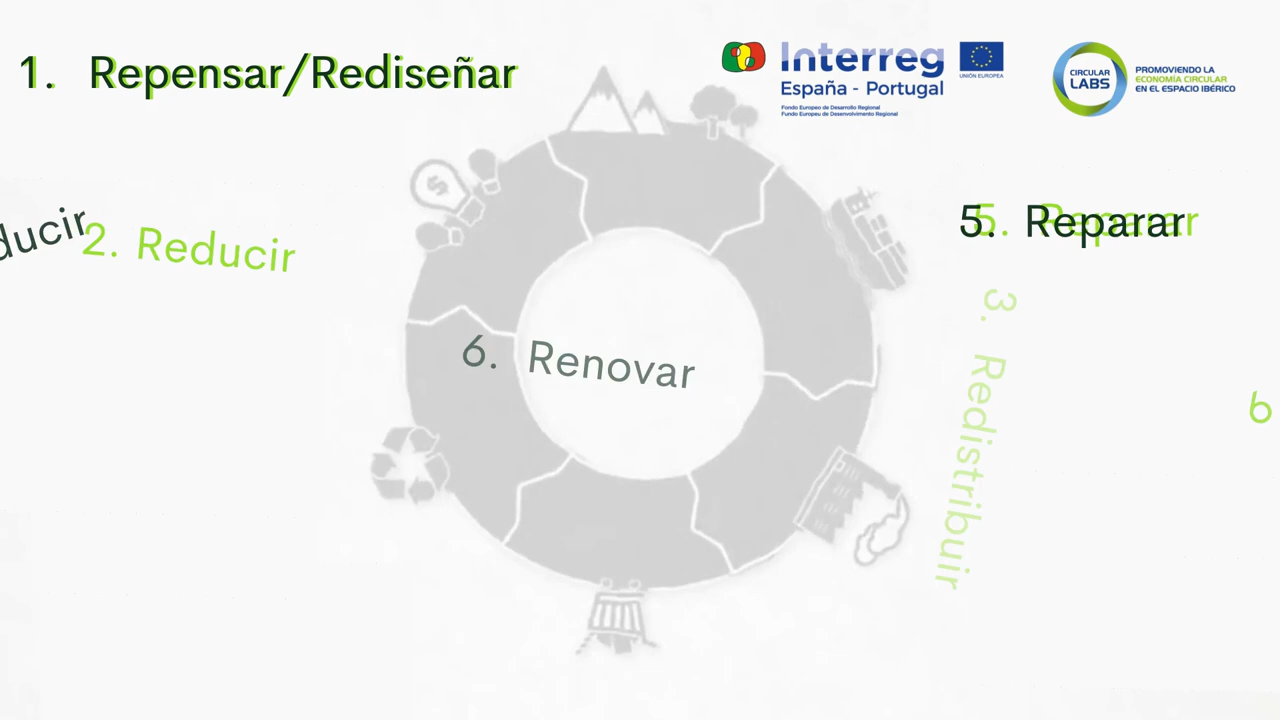 1. Repensar/Rediseñar
Interreg
España - Portugal
Fondo Europeo de Desarrollo Regional
Fundo Europeu de Desenvolvimento Regional
UNIÓN EUROPEA
CIRCULAR
LABS
PROMOVIENDO LA
ECONOMÍA CIRCULAR
EN EL ESPACIO IBÉRICO
ducir
2. Reducir
5. Reparar
5. Reparar
3. Redistribuir
6. Renovar
6